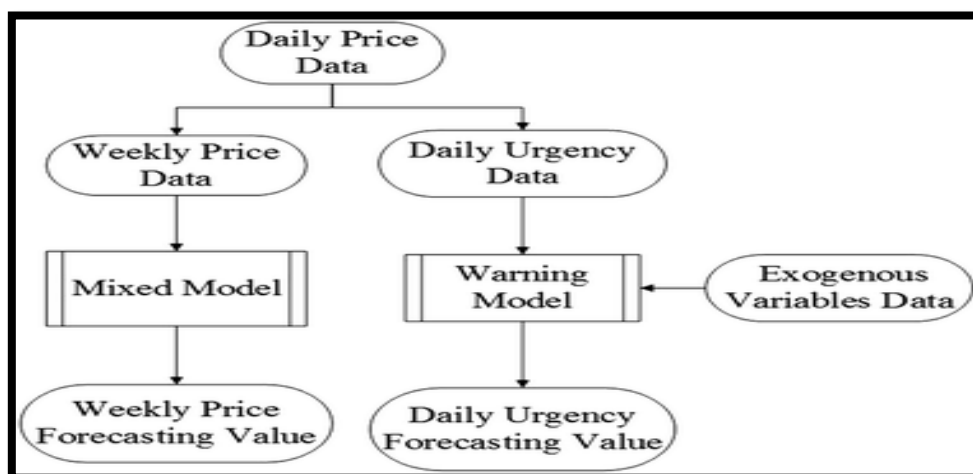 Daily Price
Data
Weekly Price
Data
Daily Urgency
Data
Mixed Model
Warning
Model
Exogenous
Variables Data
Weekly Price
Forecasting Value
Daily Urgency
Forecasting Value